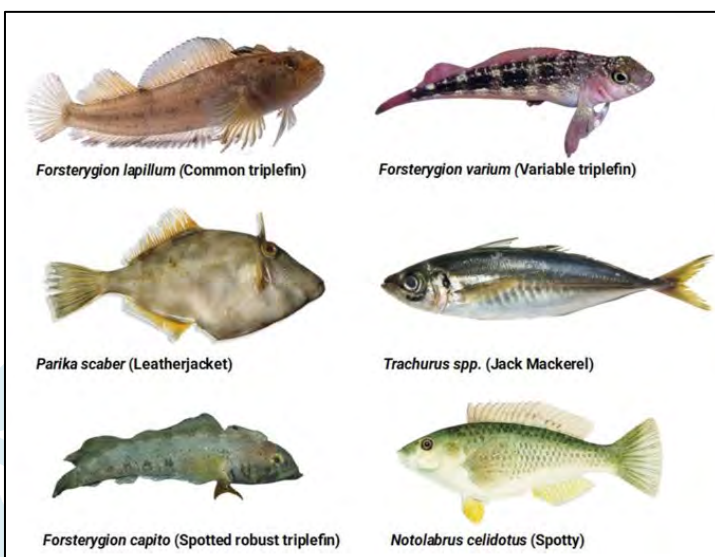 Forsterygion lapillum (Common triplefin)
Forsterygion varium (Variable triplefin)
Parika scaber (Leatherjacket)
Trachurus spp. (Jack Mackerel)
Forsterygion capito (Spotted robust triplefin)
Notolabrus celidotus (Spotty)